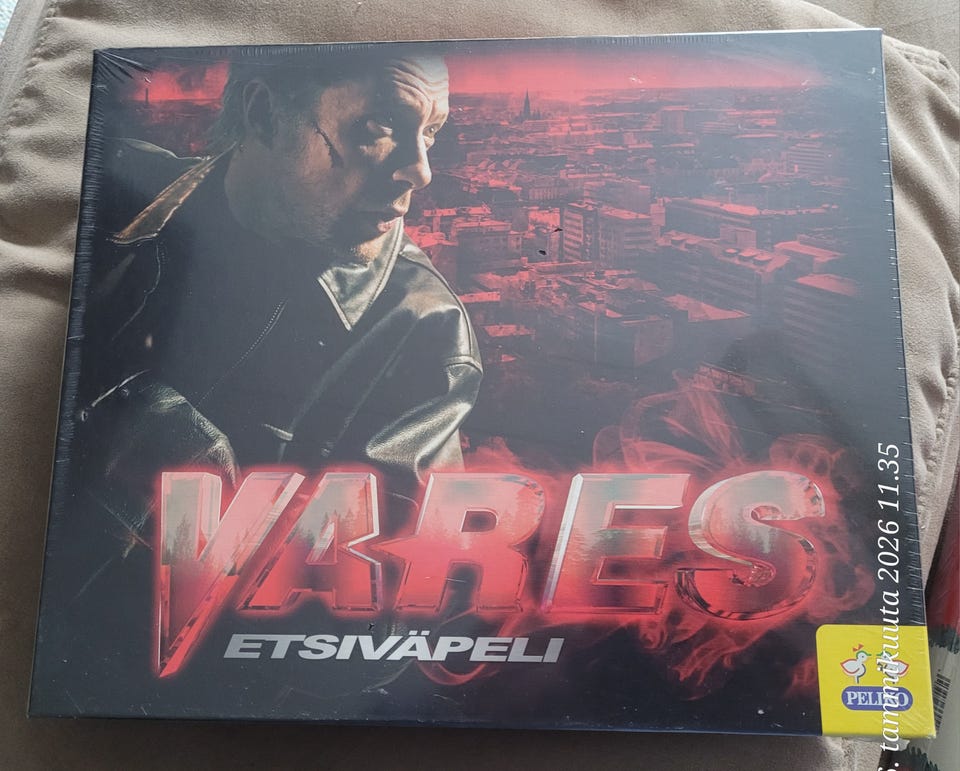 VARES
ETSIVÄPELI
PELIKO
tammikuuta 2026 11.35